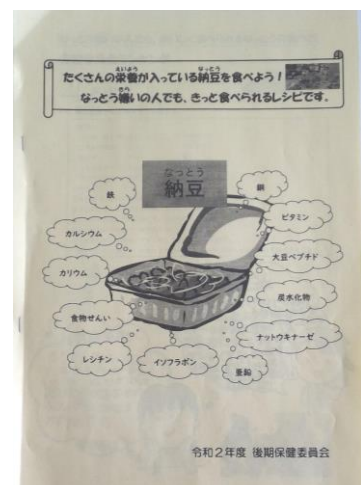 たくさんの栄養が入っている納豆を食べよう！
なっとう嫌いの人でも、きっと食べられるレシピです。
なっとう
納豆
鉄
銅
カルシウム
ビタミン
カリウム
大豆ペプチド
食物せんい
炭水化物
レシチン
イソフラボン
ナットウキナーゼ
亜鉛
令和２年度 後期保健委員会